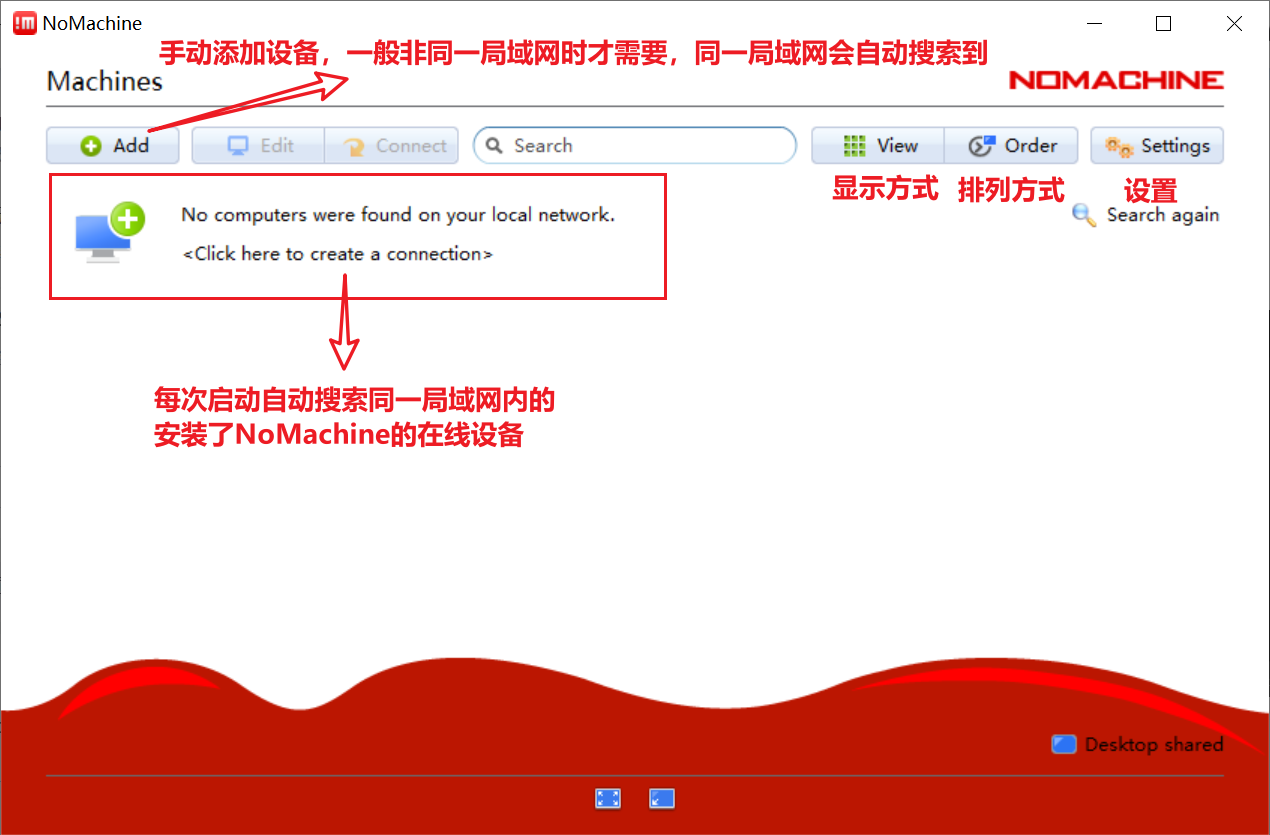 NoMachine
手动添加设备，一般非同一局域网时才需要，同一局域网会自动搜索到
Machines
NOMACHINE
Add
Edit
Connect
Search
View
Order
Settings
显示方式
排列方式
设置
No computers were found on your local network.
Search again
<Click here to create a connection>
每次启动自动搜索同一局域网内的
安装了NoMachine的在线设备
Desktop shared